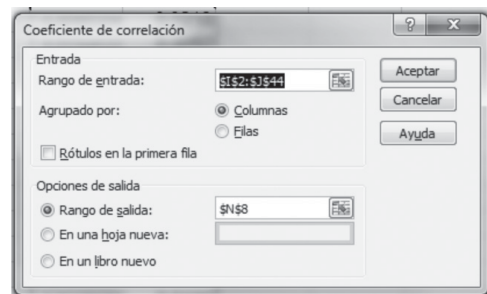 Coeficiente de correlación
Entrada
Rango de entrada: $I$2:$J$44
Aceptar
Agrupado por: Columnas
Cancelar
Filas
Ayuda
Rótulos en la primera fila
Opciones de salida
Rango de salida: $N$8
En una hoja nueva:
En un libro nuevo